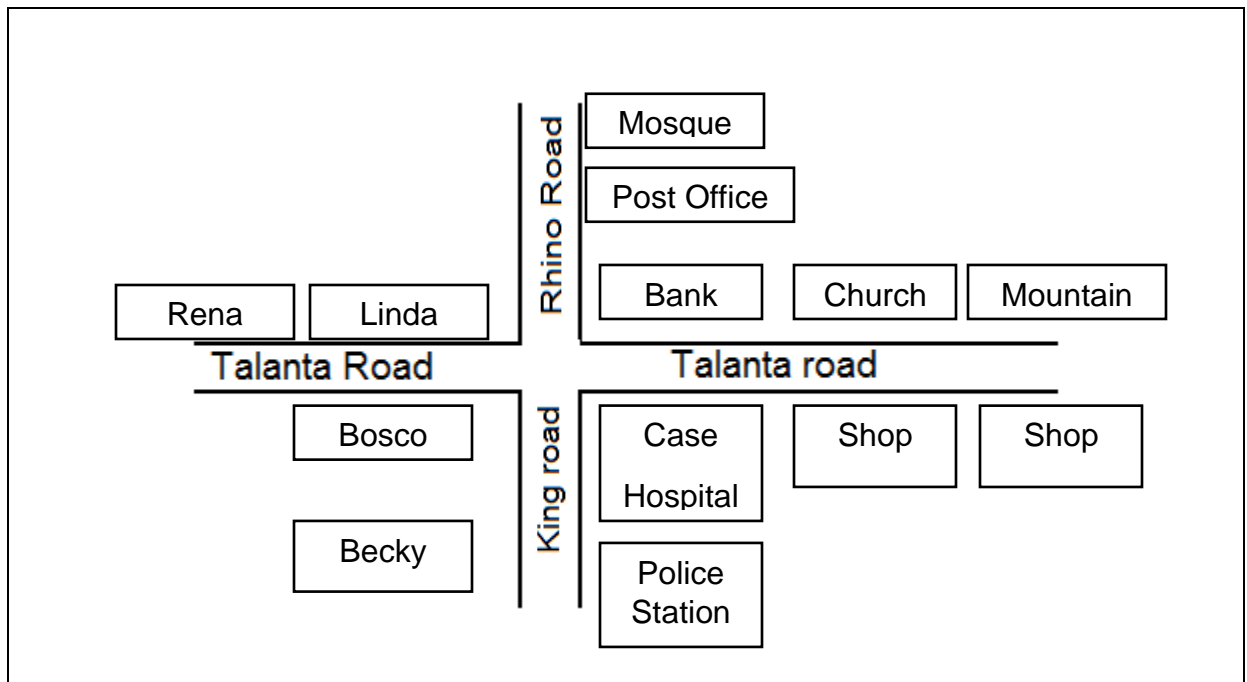 Mosque
Rhino Road
Post Office
Bank
Church
Mountain
Rena
Linda
Talanta Road
Talanta road
Bosco
King road
Case
Hospital
Shop
Shop
Becky
Police
Station